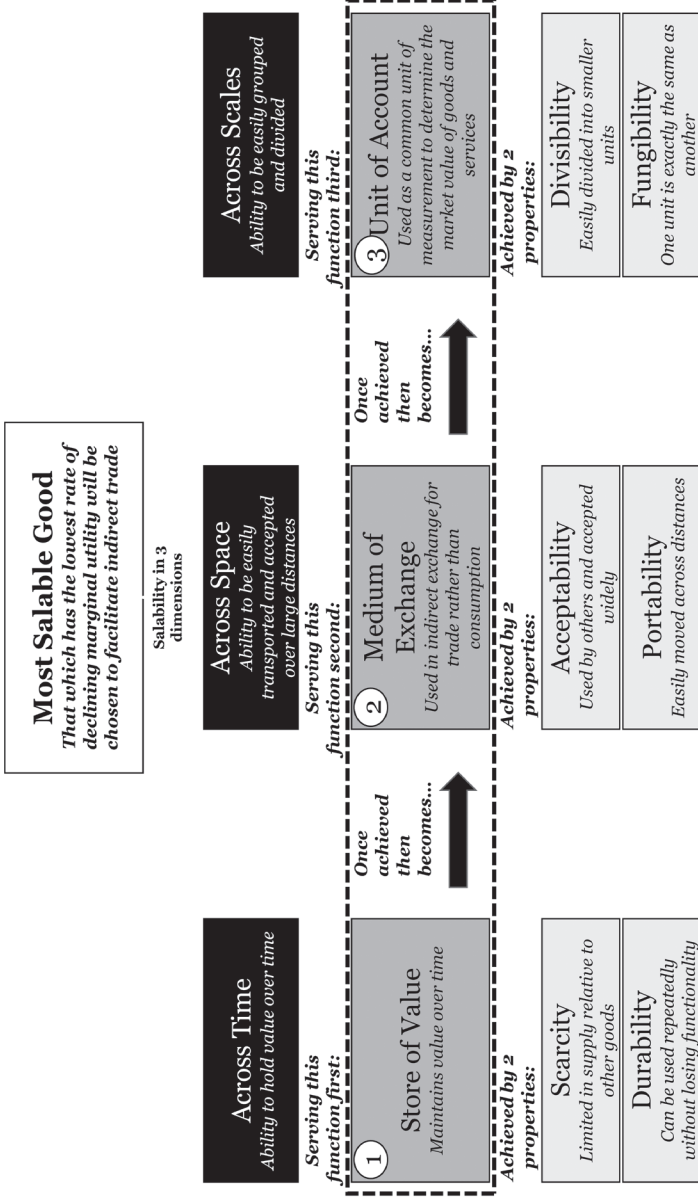 Most Salable Good
That which has the lowest rate of
declining marginal utility will be
chosen to facilitate indirect trade
Salability in 3
dimensions
Across Time
Ability to hold value over time
Serving this
function first:
1
Store of Value
Maintains value over time
Achieved by 2
properties:
Scarcity
Limited in supply relative to
other goods
Durability
Can be used repeatedly
without losing functionality
Once
achieved
then
becomes...
Across Space
Ability to be easily
transported and accepted
over large distances
Serving this
function second:
2
Medium of
Exchange
Used in indirect exchange for
trade rather than
consumption
Achieved by 2
properties:
Acceptability
Used by others and accepted
widely
Portability
Easily moved across distances
Once
achieved
then
becomes...
Across Scales
Ability to be easily grouped
and divided
Serving this
function third:
3
Unit of Account
Used as a common unit of
measurement to determine the
market value of goods and
services
Achieved by 2
properties:
Divisibility
Easily divided into smaller
units
Fungibility
One unit is exactly the same as
another